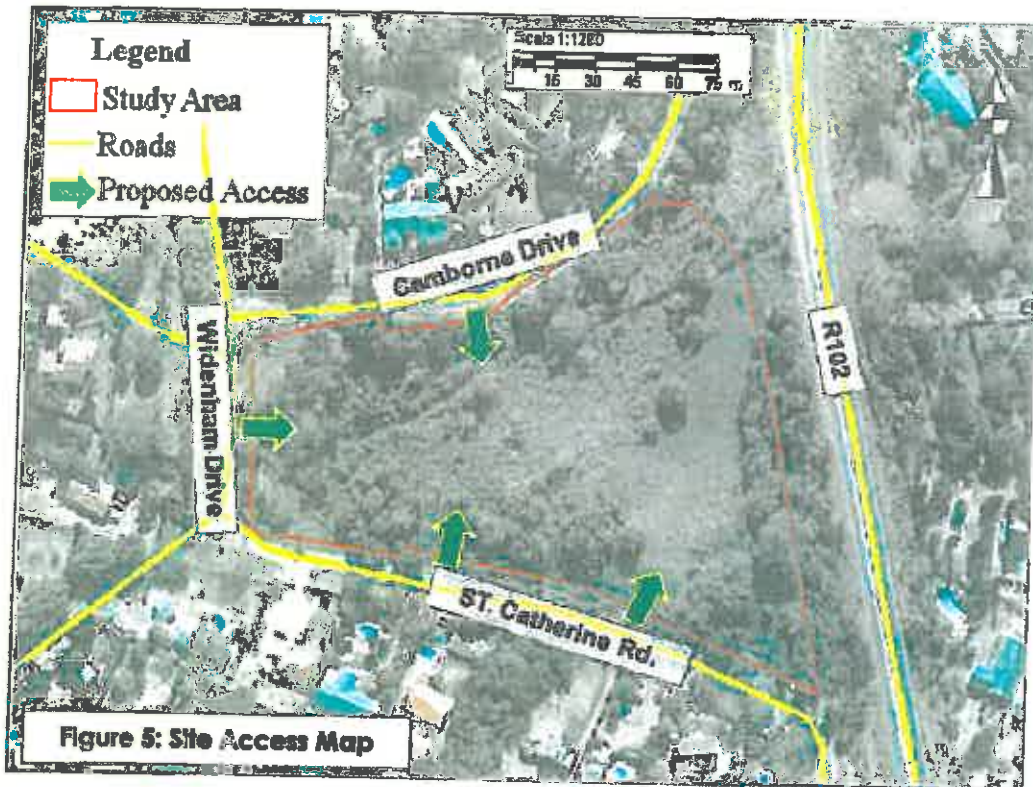 Legend
Study Area
Roads
Proposed Access
Scale 1:1280
15 30 45 60 75 m
Camborne Drive
R102
Widenham Drive
ST. Catherine Rd.
Figure 5: Site Access Map